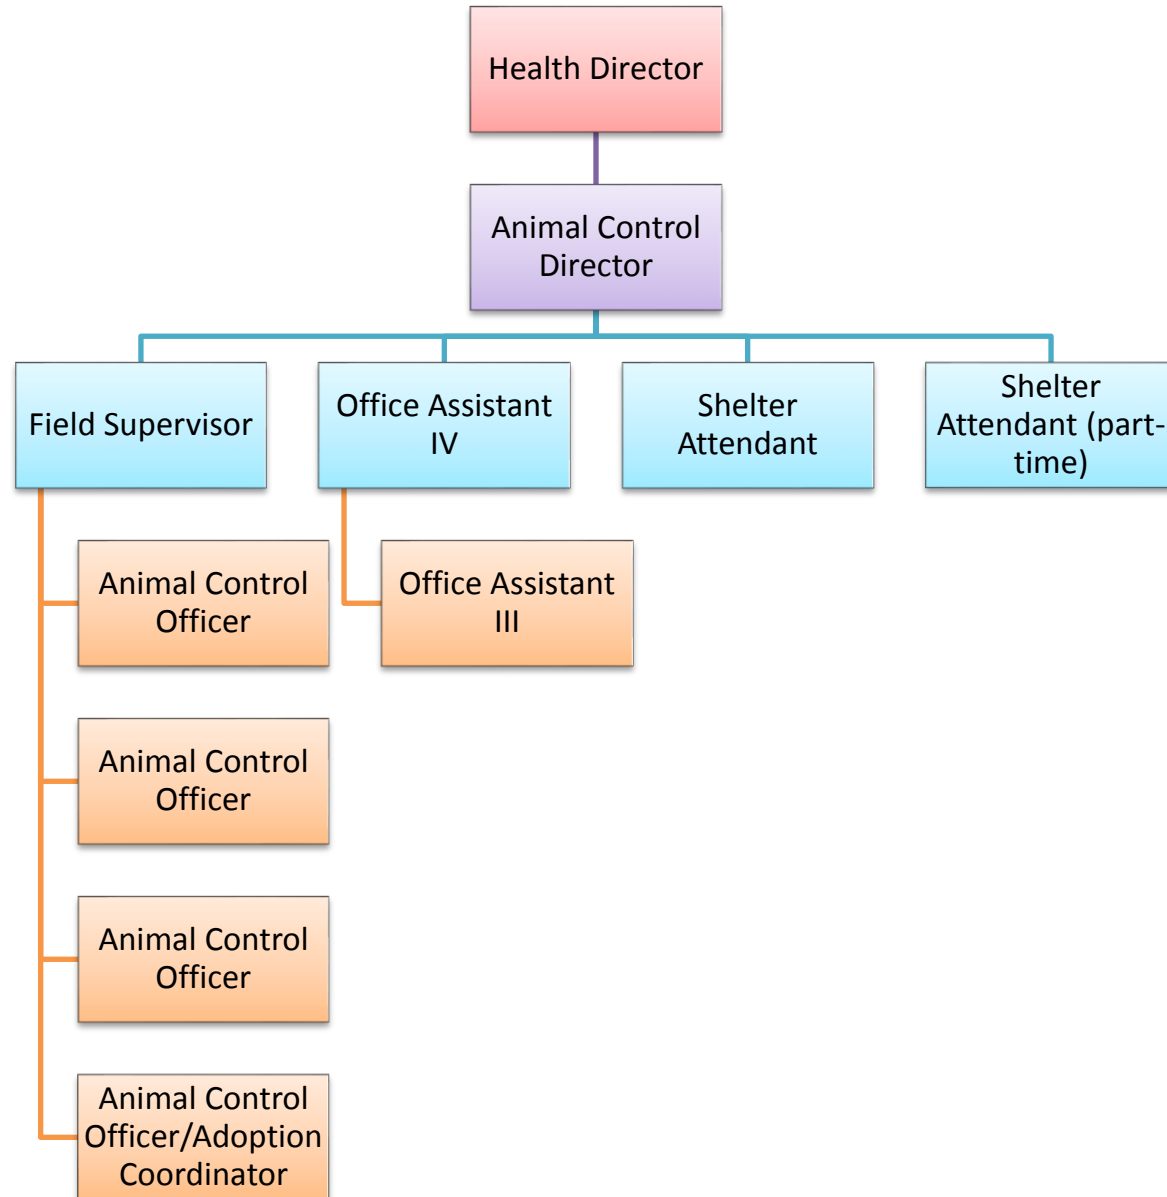 Health Director
Animal Control
Director
Field Supervisor
Office Assistant
IV
Shelter
Attendant
Shelter
Attendant (part-
time)
Animal Control
Officer
Office Assistant
III
Animal Control
Officer
Animal Control
Officer
Animal Control
Officer/Adoption
Coordinator